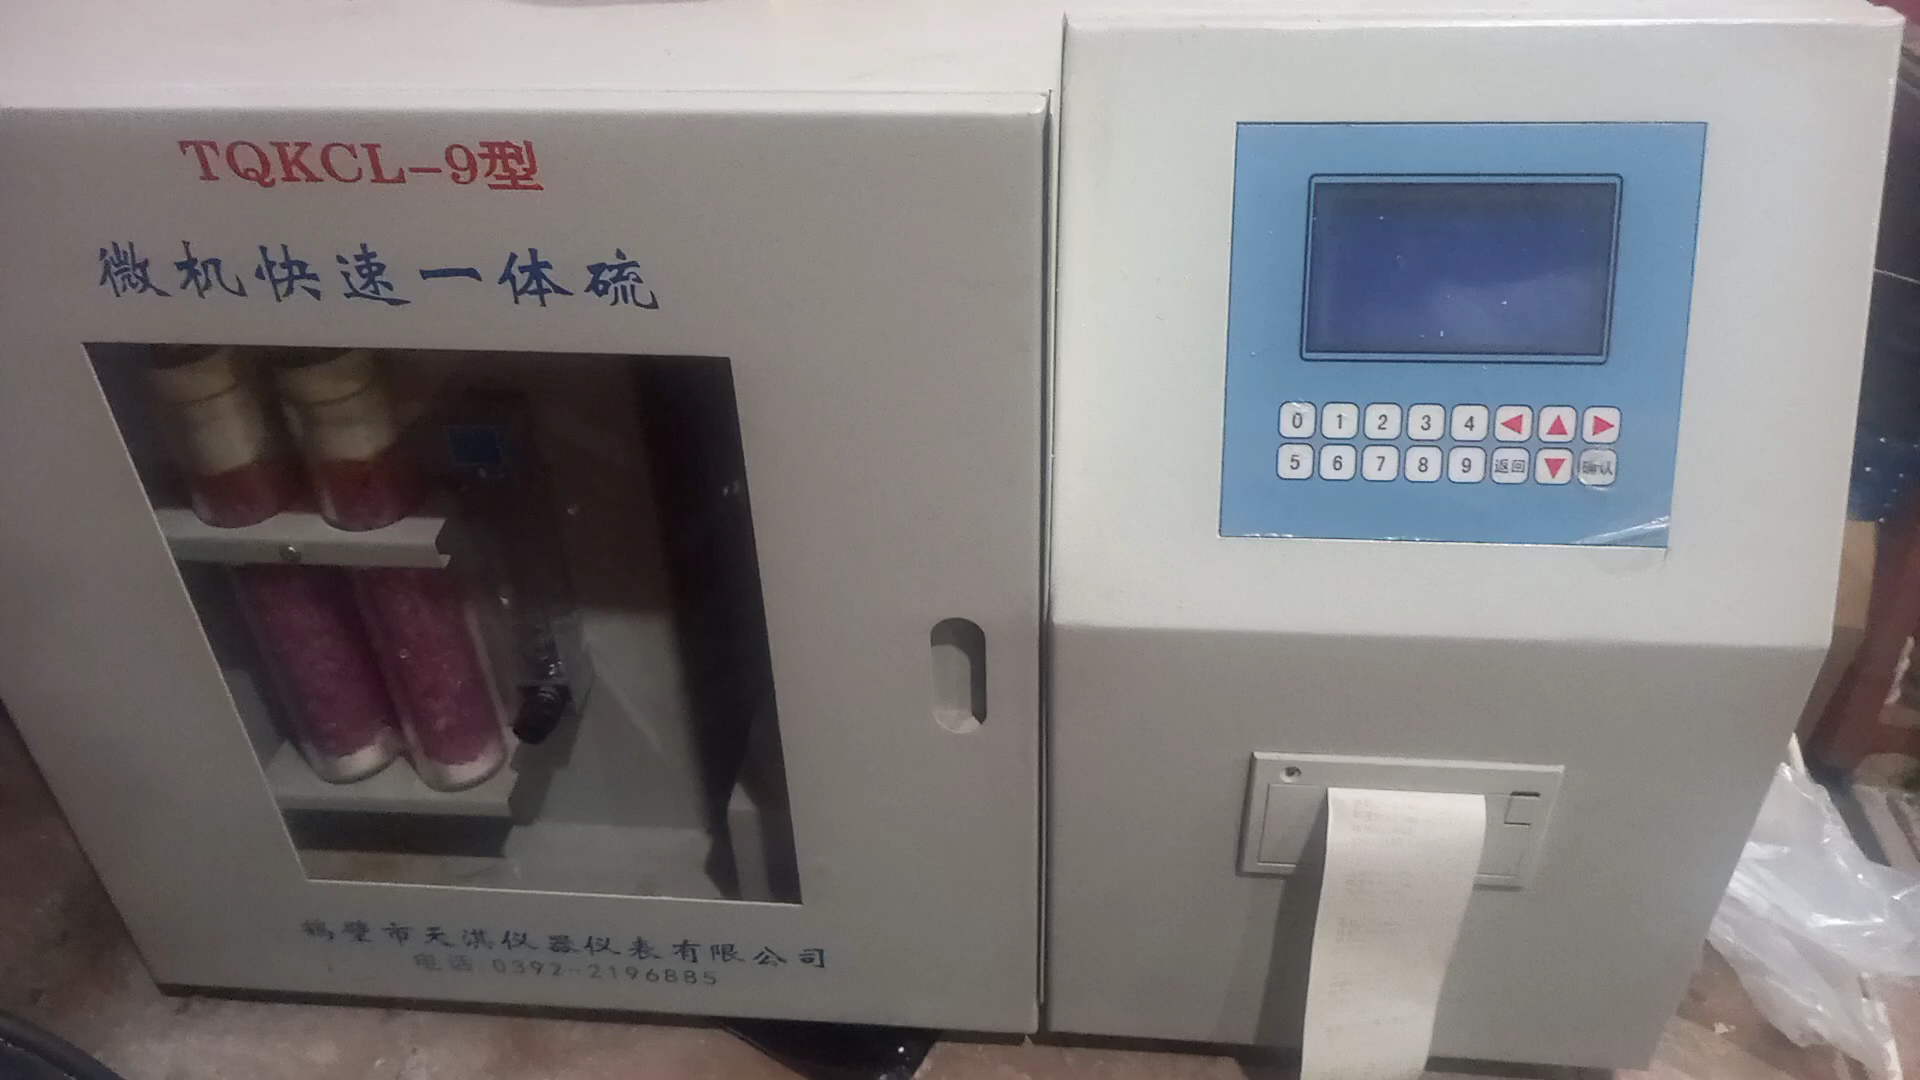 TQKCL-9型
微机快速一体硫
0 1 2 3 4
5 6 7 8 9 返回 确认
鹤壁市天淇仪器仪表有限公司
电话:0392-2196885